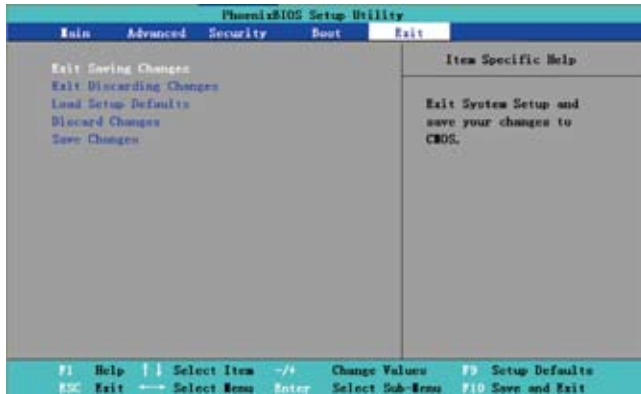 PhoenixBIOS Setup Utility
Main Advanced Security Boot Exit
Exit Saving Changes
Exit Discarding Changes
Load Setup Defaults
Discard Changes
Save Changes
Item Specific Help
Exit System Setup and
save your changes to
CMOS.
F1 Help ↑↓ Select Item -/+ Change Values F9 Setup Defaults
ESC Exit ←→ Select Menu Enter Select Sub-Menu F10 Save and Exit